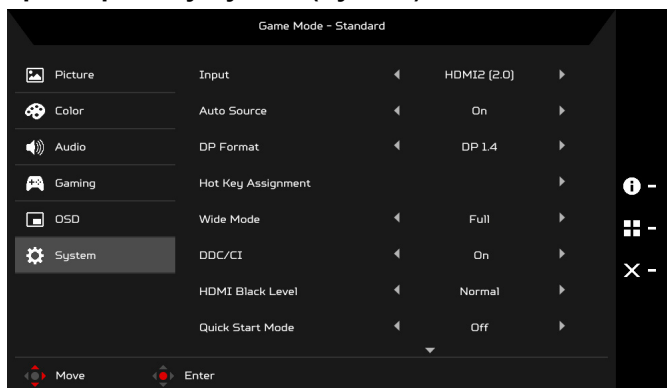 Game Mode - Standard
Picture
Input
HDMI2 (2.0)
Color
Auto Source
On
Audio
DP Format
DP 1.4
Gaming
Hot Key Assignment
OSD
Wide Mode
Full
System
DDC/CI
On
HDMI Black Level
Normal
Quick Start Mode
Off
Move
Enter